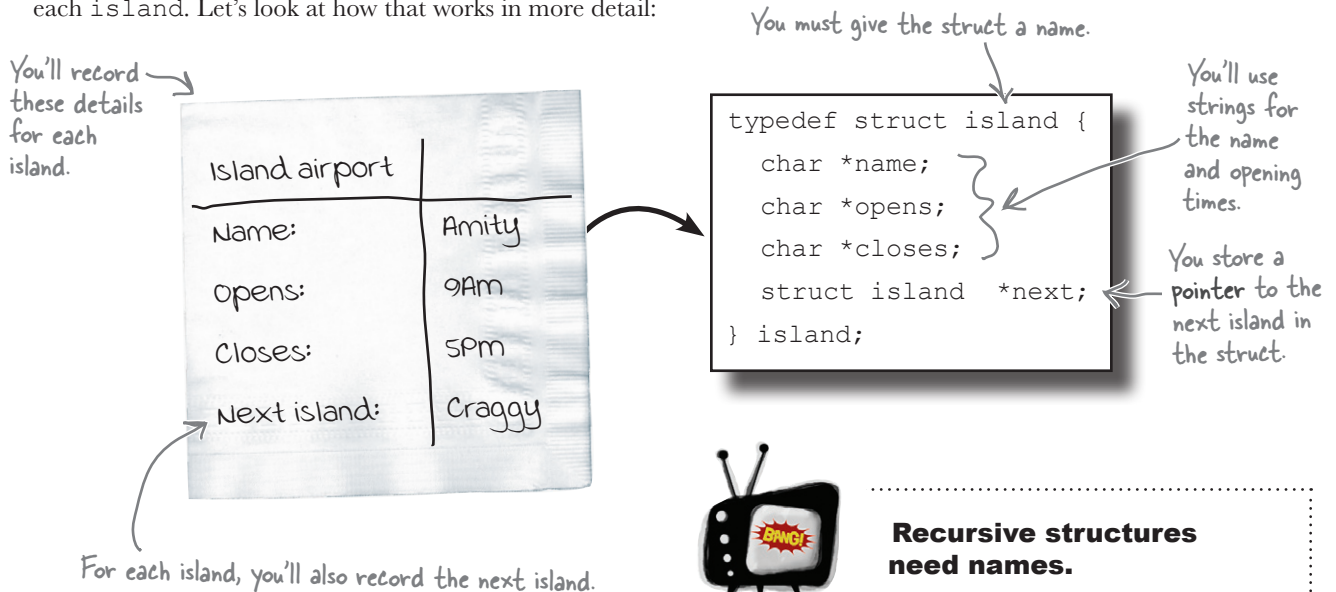 each island. Let's look at how that works in more detail:
You'll record
these details
for each
island.
Island airport
Name: Amity
Opens: 9Am
Closes: 5Pm
Next island: Craggy
For each island, you'll also record the next island.
You must give the struct a name.
typedef struct island {
char *name;
char *opens;
char *closes;
struct island *next;
} island;
You'll use
strings for
the name
and opening
times.
You store a
pointer to the
next island in
the struct.
BANG!
Recursive structures
need names.